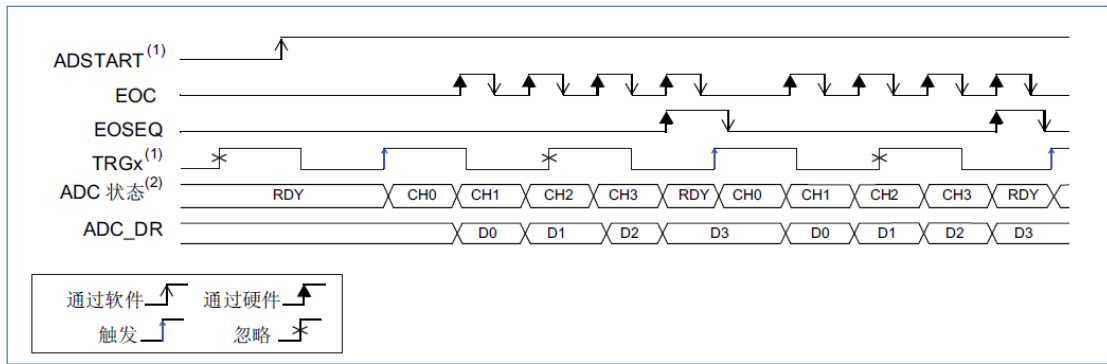 ADSTART(1)
EOC
EOSEQ
TRGx(1)
ADC 状态(2) RDY CH0 CH1 CH2 CH3 RDY CH0 CH1 CH2 CH3 RDY
ADC_DR D0 D1 D2 D3 D0 D1 D2 D3
通过软件 通过硬件
触发 忽略